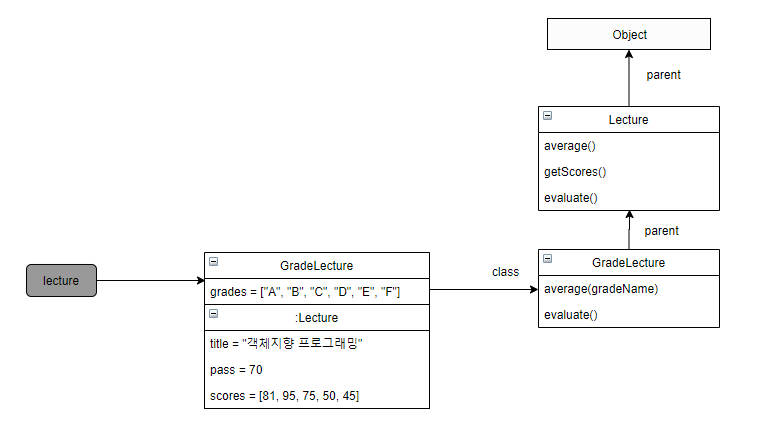 Object
parent
Lecture
average()
getScores()
evaluate()
parent
GradeLecture
average(gradeName)
evaluate()
class
lecture
GradeLecture
grades = ["A", "B", "C", "D", "E", "F"]
:Lecture
title = "객체지향 프로그래밍"
pass = 70
scores = [81, 95, 75, 50, 45]